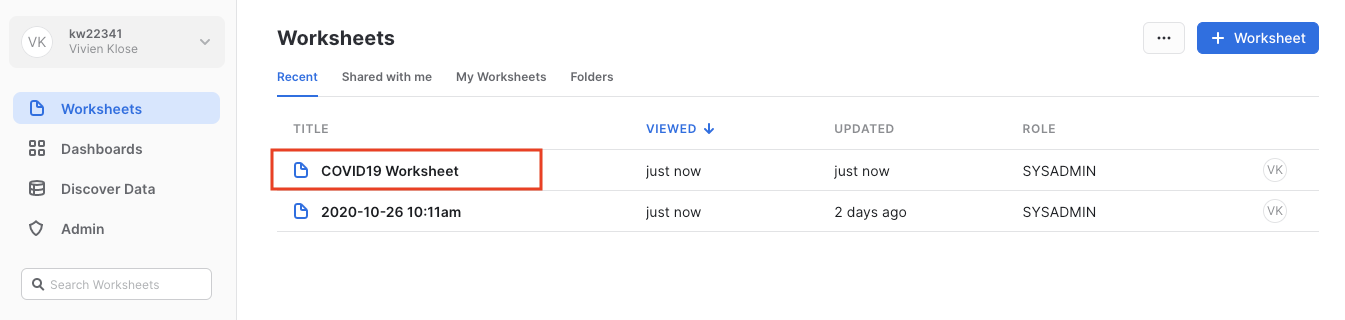 VK
kw22341
Vivien Klose
Worksheets
Dashboards
Discover Data
Admin
Search Worksheets
Worksheets
Worksheet
Recent Shared with me My Worksheets Folders
TITLE VIEWED UPDATED ROLE
COVID19 Worksheet just now just now SYSADMIN VK
2020-10-26 10:11am just now 2 days ago SYSADMIN VK